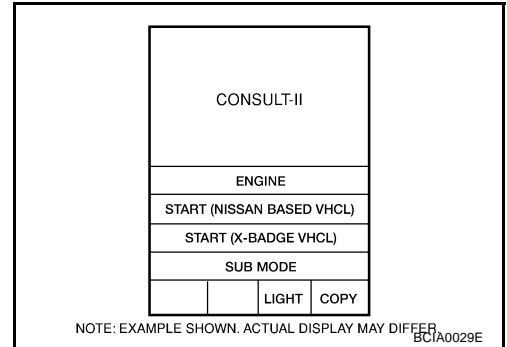 CONSULT-II
ENGINE
START (NISSAN BASED VHCL)
START (X-BADGE VHCL)
SUB MODE
LIGHT COPY
NOTE: EXAMPLE SHOWN. ACTUAL DISPLAY MAY DIFFER.
BCIA0029E